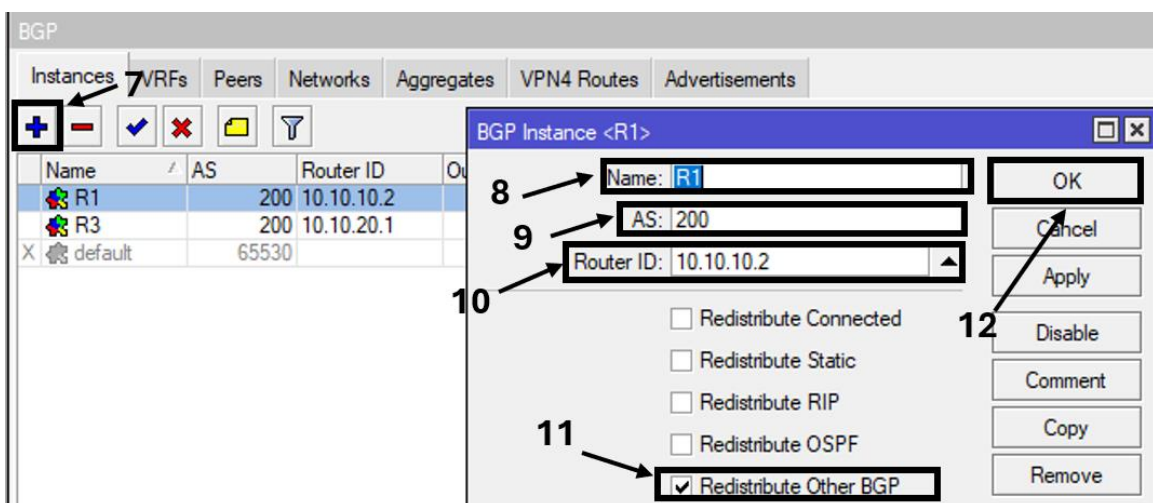 BGP
Instances VRFs Peers Networks Aggregates VPN4 Routes Advertisements
7
Name AS Router ID
R1 200 10.10.10.2
R3 200 10.10.20.1
X default 65530
BGP Instance <R1>
8 Name: R1
9 AS: 200
10 Router ID: 10.10.10.2
Redistribute Connected
Redistribute Static
Redistribute RIP
Redistribute OSPF
11 Redistribute Other BGP
OK
Cancel
Apply
12
Disable
Comment
Copy
Remove